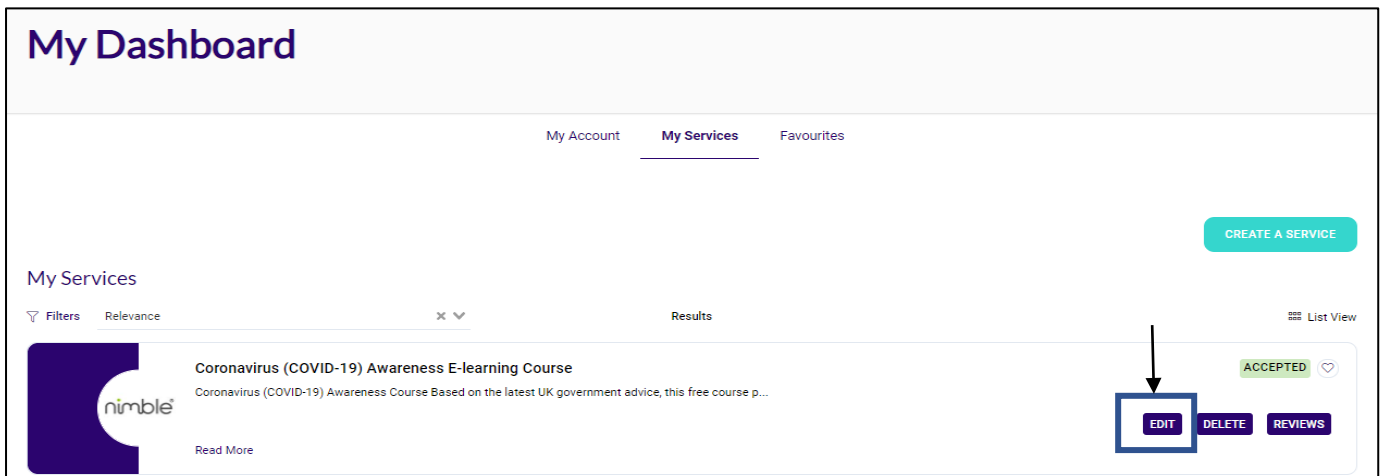 My Dashboard
My Account My Services Favourites
CREATE A SERVICE
My Services
Filters Relevance Results List View
Coronavirus (COVID-19) Awareness E-learning Course ACCEPTED
Coronavirus (COVID-19) Awareness Course Based on the latest UK government advice, this free course p...
nimble
EDIT DELETE REVIEWS
Read More